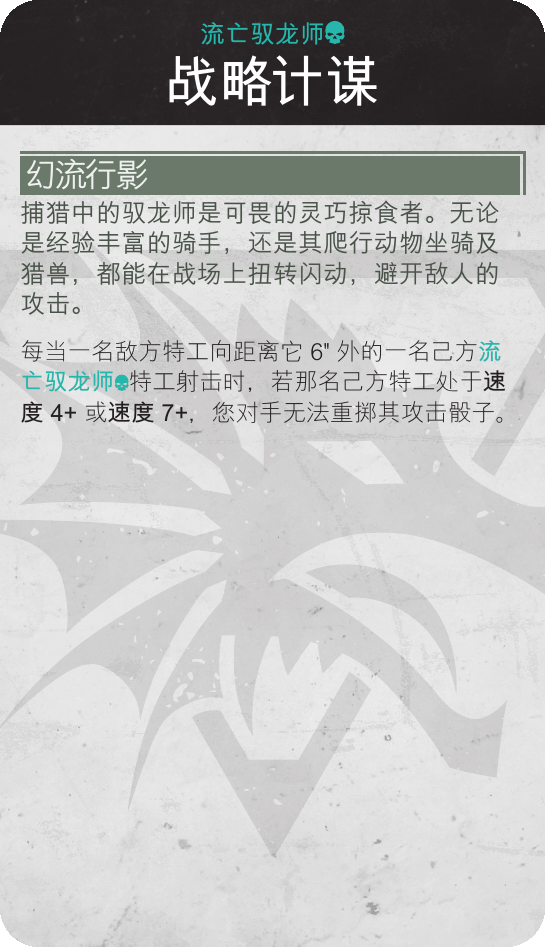 流亡驭龙师
战略计谋
幻流行影
捕猎中的驭龙师是可畏的灵巧掠食者。无论
是经验丰富的骑手，还是其爬行动物坐骑及
猎兽，都能在战场上扭转闪动，避开敌人的
攻击。
每当一名敌方特工向距离它 6" 外的一名己方流
亡驭龙师特工射击时，若那名己方特工处于速
度 4+ 或速度 7+，您对手无法重掷其攻击骰子。